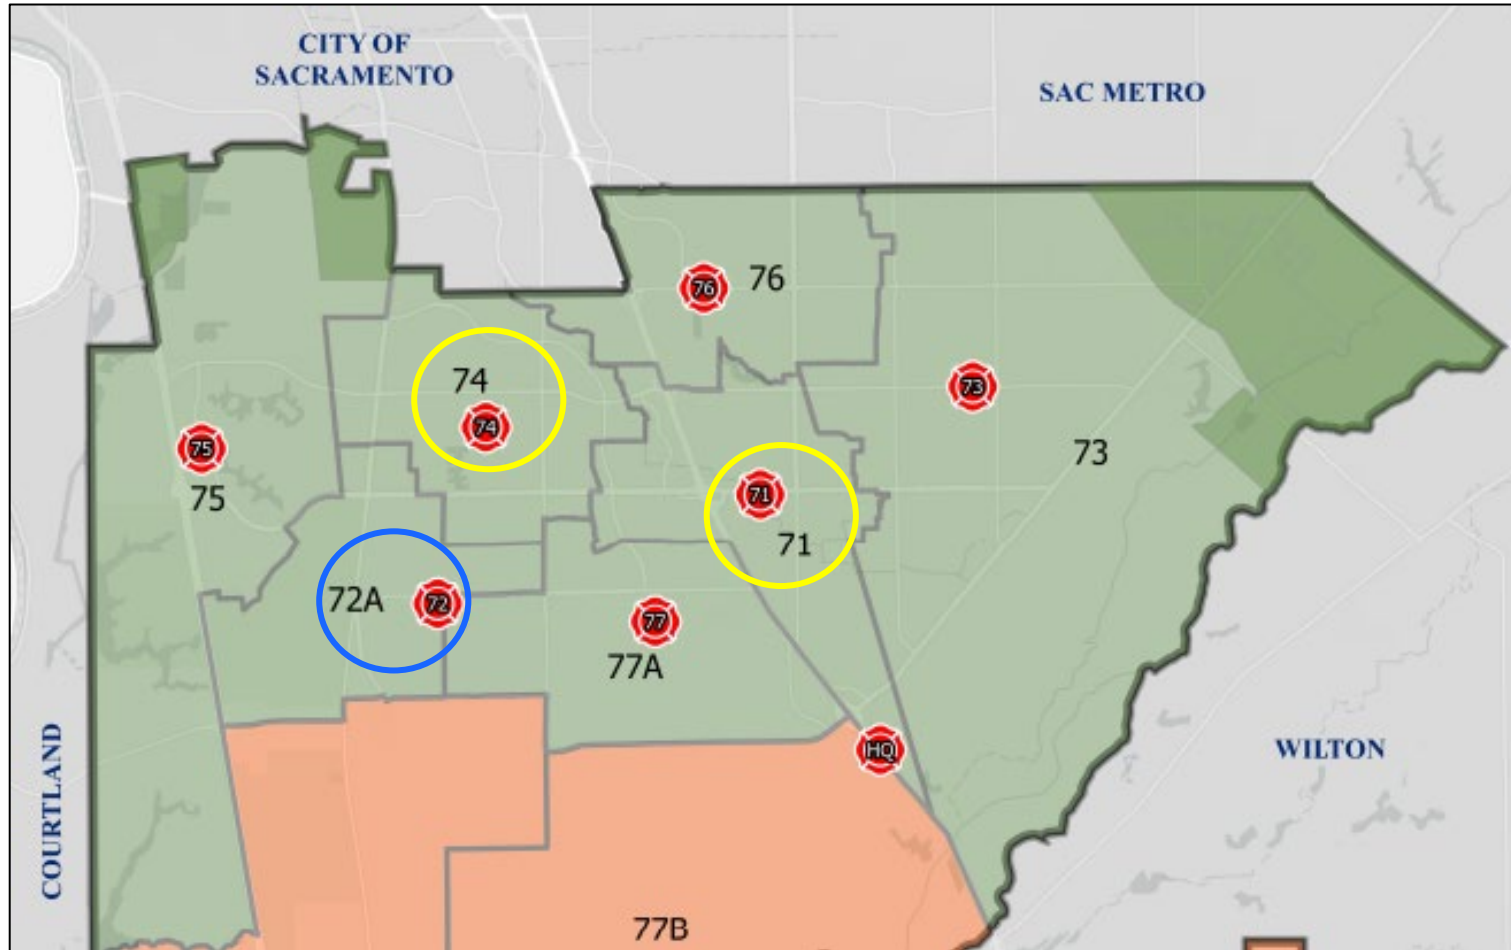 CITY OF
SACRAMENTO
SAC METRO
76
76
74
73
74
73
75
75
71
71
72A
72
77
77A
HQ
COURTLAND
WILTON
77B